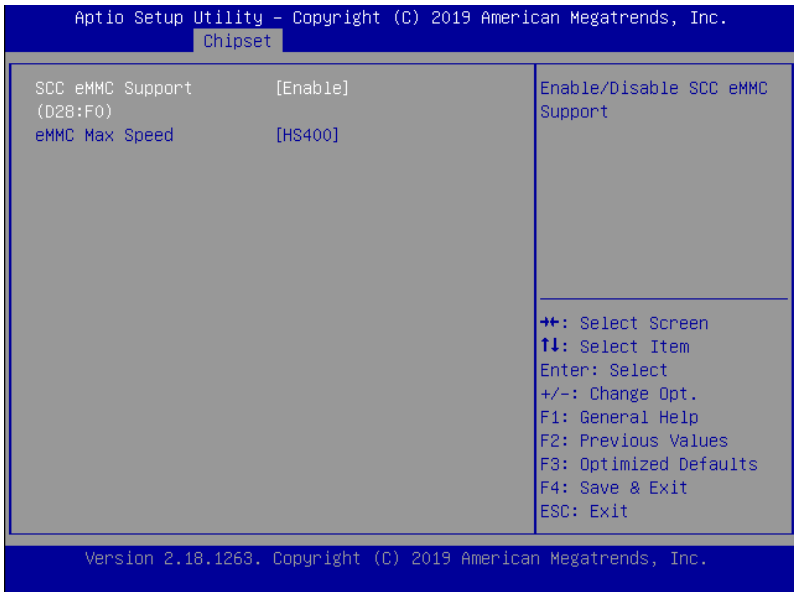 Aptio Setup Utility – Copyright (C) 2019 American Megatrends, Inc.
Chipset
SCC eMMC Support [Enable]
(D28:F0)
eMMC Max Speed [HS400]
Enable/Disable SCC eMMC
Support
→←: Select Screen
↑↓: Select Item
Enter: Select
+/-: Change Opt.
F1: General Help
F2: Previous Values
F3: Optimized Defaults
F4: Save & Exit
ESC: Exit
Version 2.18.1263. Copyright (C) 2019 American Megatrends, Inc.